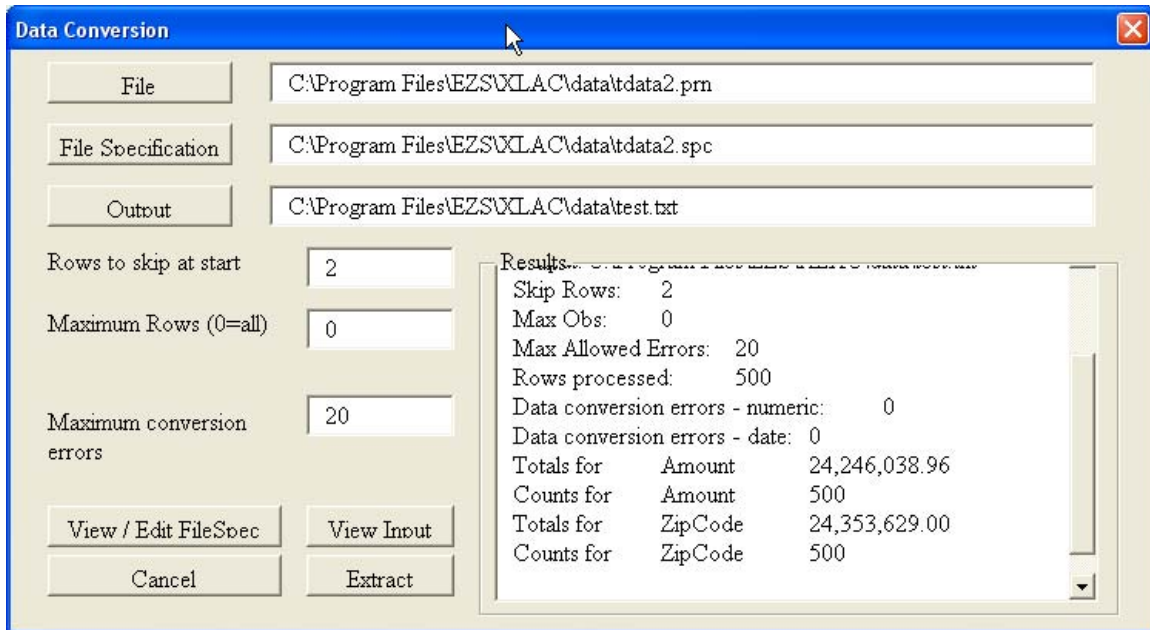 Data Conversion
File
C:\Program Files\EZS\XLAC\data\tdata2.prn
File Specification
C:\Program Files\EZS\XLAC\data\tdata2.spc
Output
C:\Program Files\EZS\XLAC\data\test.txt
Rows to skip at start
2
Maximum Rows (0=all)
0
Maximum conversion
errors
20
View / Edit FileSpec
View Input
Cancel
Extract
Results
Skip Rows: 2
Max Obs: 0
Max Allowed Errors: 20
Rows processed: 500
Data conversion errors - numeric: 0
Data conversion errors - date: 0
Totals for Amount 24,246,038.96
Counts for Amount 500
Totals for ZipCode 24,353,629.00
Counts for ZipCode 500